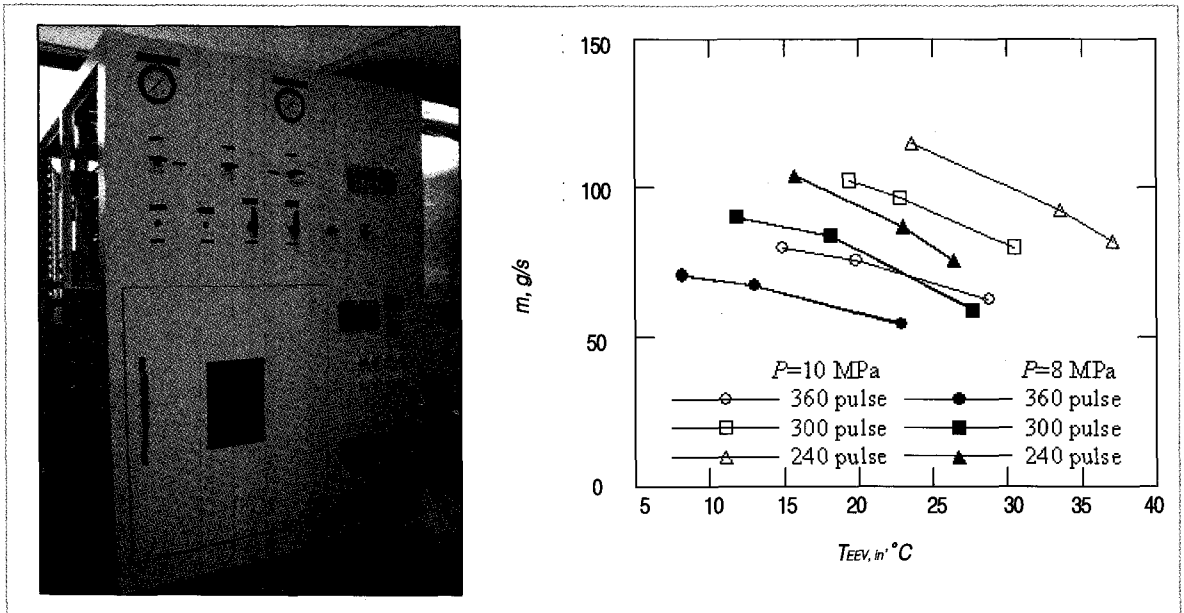 150
100
50
0
5 10 15 20 25 30 35 40
m, g/s
T_EEV, in, °C
P=10 MPa P=8 MPa
360 pulse 360 pulse
300 pulse 300 pulse
240 pulse 240 pulse